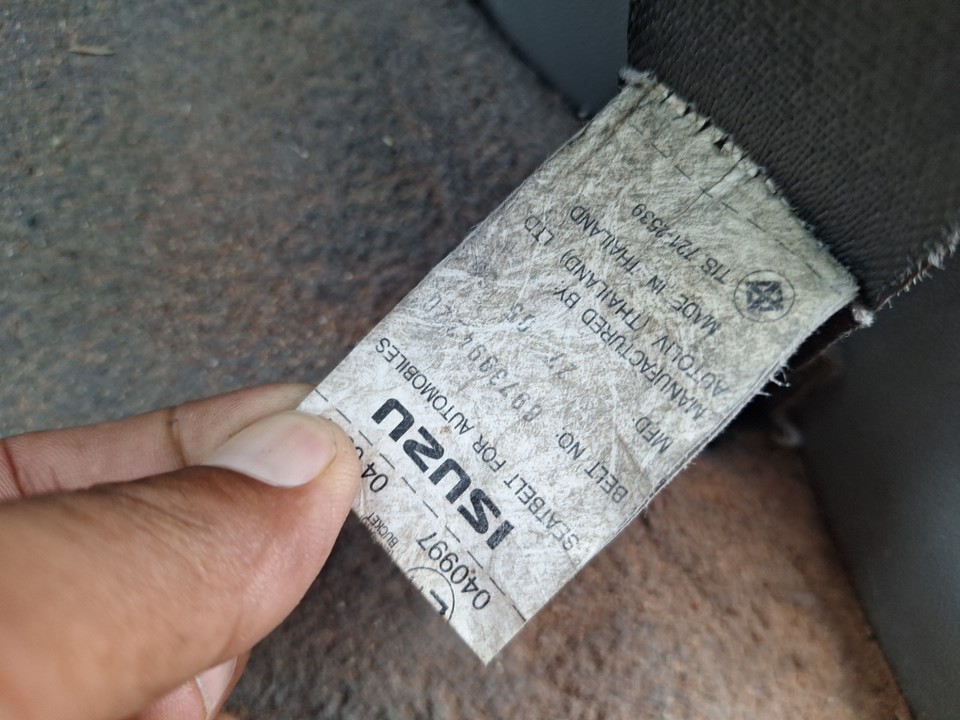 040997
ISUZU
SEATBELT FOR AUTOMOBILES
BELT NO. 8973394
MFD.
MANUFACTURED BY
AUTOLIV (THAILAND) LTD
MADE IN THAILAND
TIS 721-2539
BUCKET